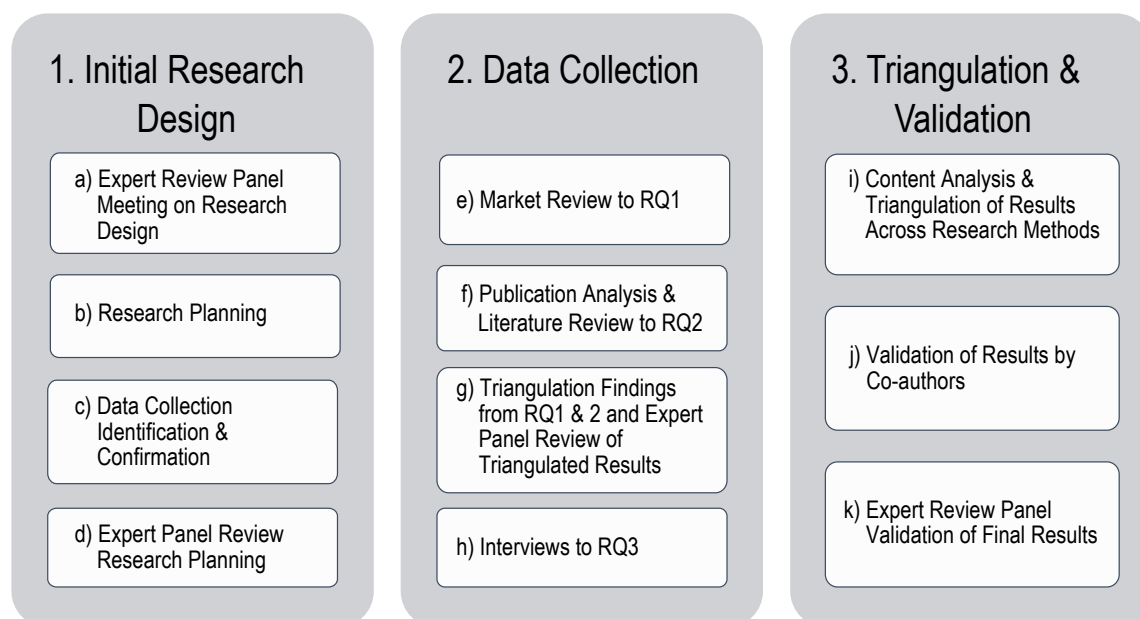 1. Initial Research
Design
a) Expert Review Panel
Meeting on Research
Design
b) Research Planning
c) Data Collection
Identification &
Confirmation
d) Expert Panel Review
Research Planning
2. Data Collection
e) Market Review to RQ1
f) Publication Analysis &
Literature Review to RQ2
g) Triangulation Findings
from RQ1 & 2 and Expert
Panel Review of
Triangulated Results
h) Interviews to RQ3
3. Triangulation &
Validation
i) Content Analysis &
Triangulation of Results
Across Research Methods
j) Validation of Results by
Co-authors
k) Expert Review Panel
Validation of Final Results